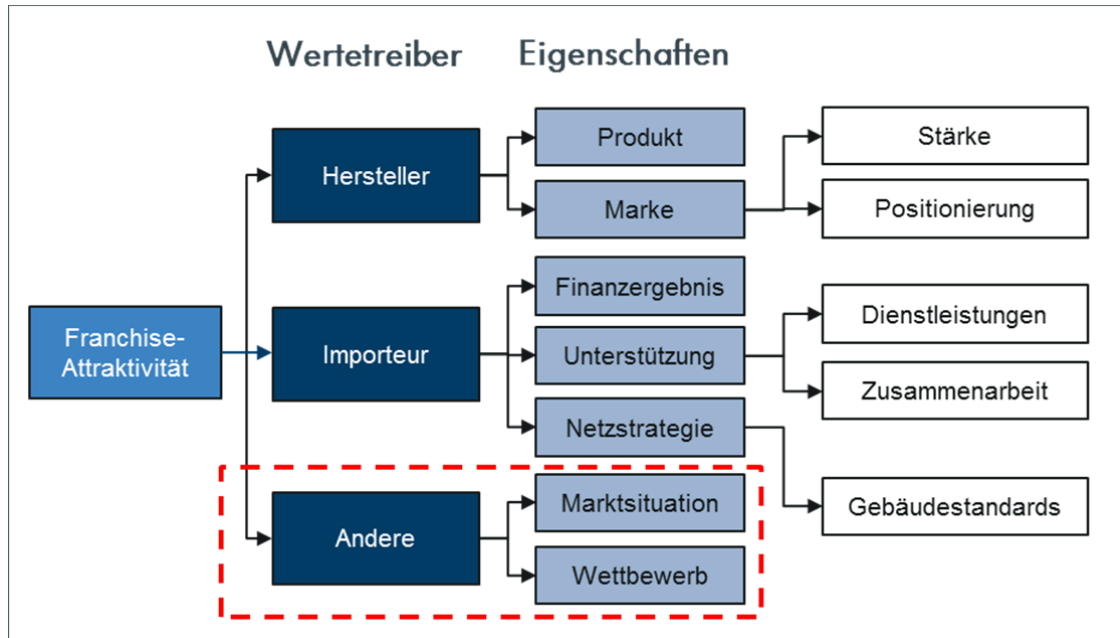 Wertetreiber
Eigenschaften
Franchise-
Attraktivität
Hersteller
Produkt
Marke
Stärke
Positionierung
Importeur
Finanzergebnis
Unterstützung
Netzstrategie
Dienstleistungen
Zusammenarbeit
Gebäudestandards
Andere
Marktsituation
Wettbewerb